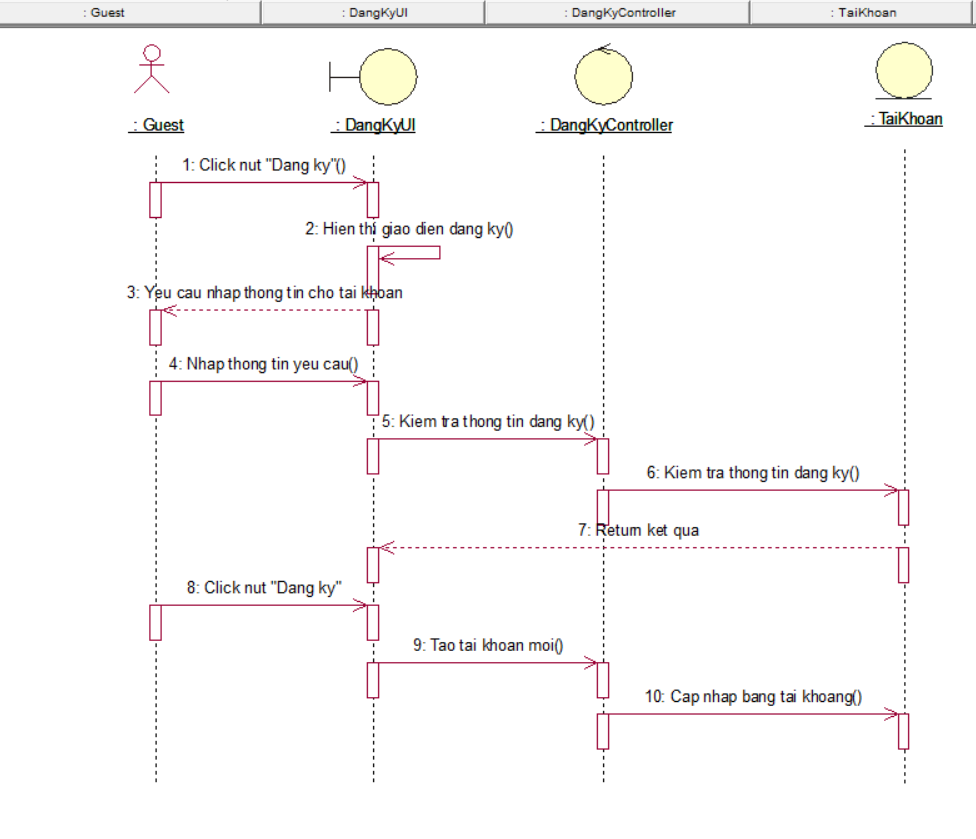 : Guest
: DangKyUI
: DangKyController
: TaiKhoan
: Guest
: DangKyUI
: DangKyController
: TaiKhoan
1: Click nut "Dang ky"()
2: Hien thi giao dien dang ky()
3: Yeu cau nhap thong tin cho tai khoan
4: Nhap thong tin yeu cau()
5: Kiem tra thong tin dang ky()
6: Kiem tra thong tin dang ky()
7: Return ket qua
8: Click nut "Dang ky"
9: Tao tai khoan moi()
10: Cap nhap bang tai khoang()